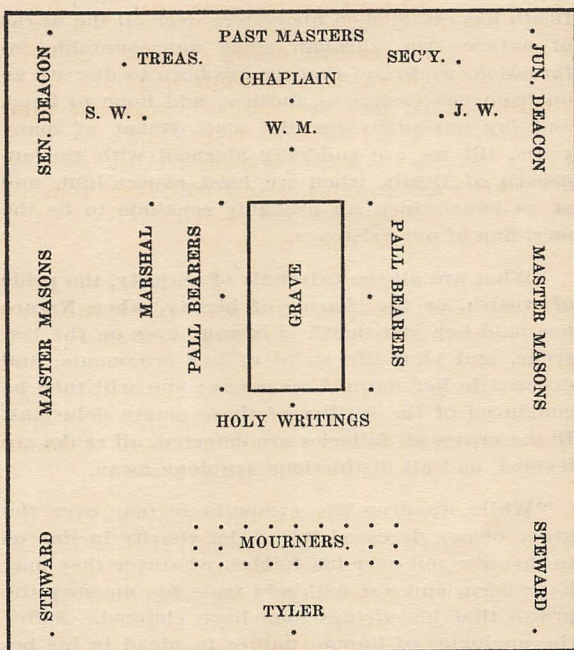 PAST MASTERS
TREAS.
SEC'Y.
CHAPLAIN
SEN. DEACON
JUN DEACON
S. W.
J. W.
W. M.
MASTER MASONS
MARSHAL
PALL BEARERS
GRAVE
PALL BEARERS
MASTER MASONS
HOLY WRITINGS
MOURNERS
STEWARD
STEWARD
TYLER